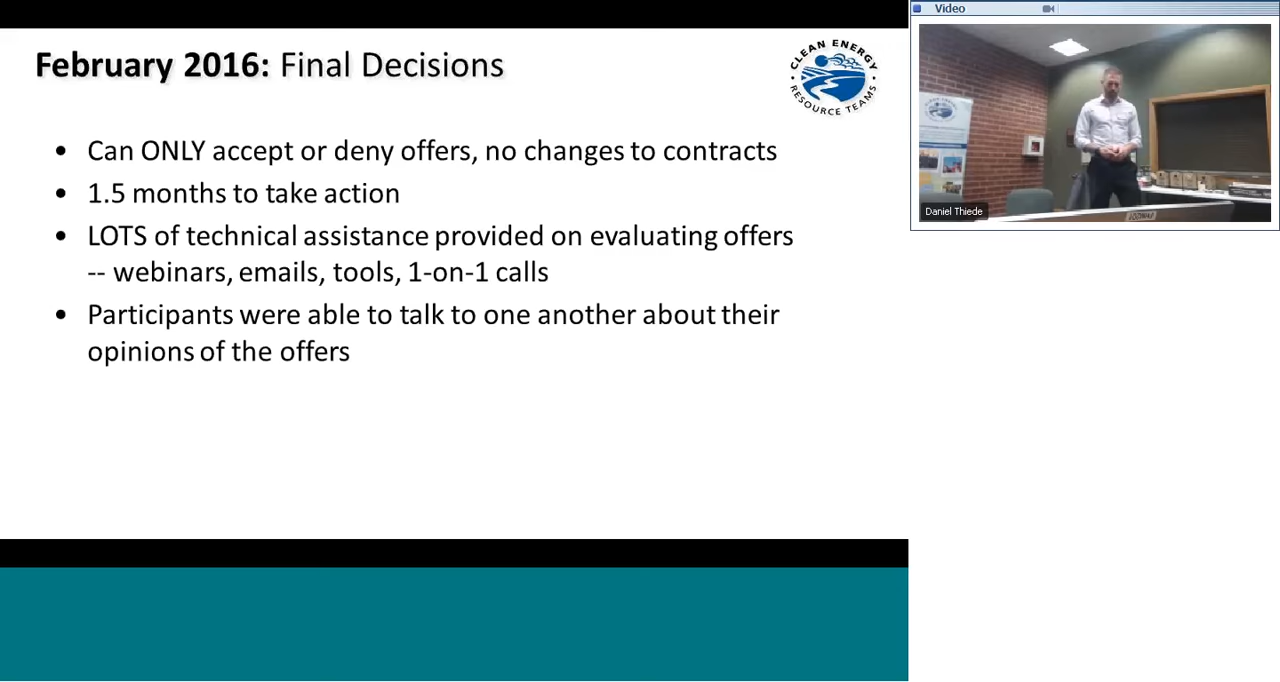 February 2016: Final Decisions
CLEAN ENERGY
RESOURCE TEAMS
• Can ONLY accept or deny offers, no changes to contracts
• 1.5 months to take action
• LOTS of technical assistance provided on evaluating offers
-- webinars, emails, tools, 1-on-1 calls
• Participants were able to talk to one another about their
opinions of the offers
Video
Daniel Thiede